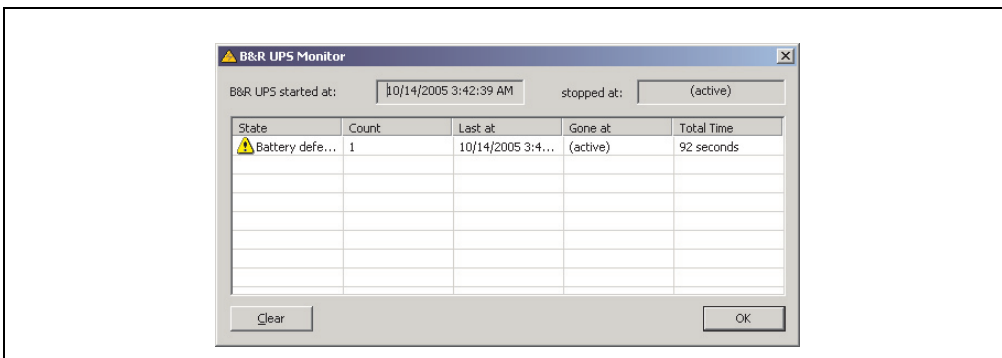 B&R UPS Monitor
B&R UPS started at: 10/14/2005 3:42:39 AM stopped at: (active)
State Count Last at Gone at Total Time
Battery defe... 1 10/14/2005 3:4... (active) 92 seconds
Clear OK